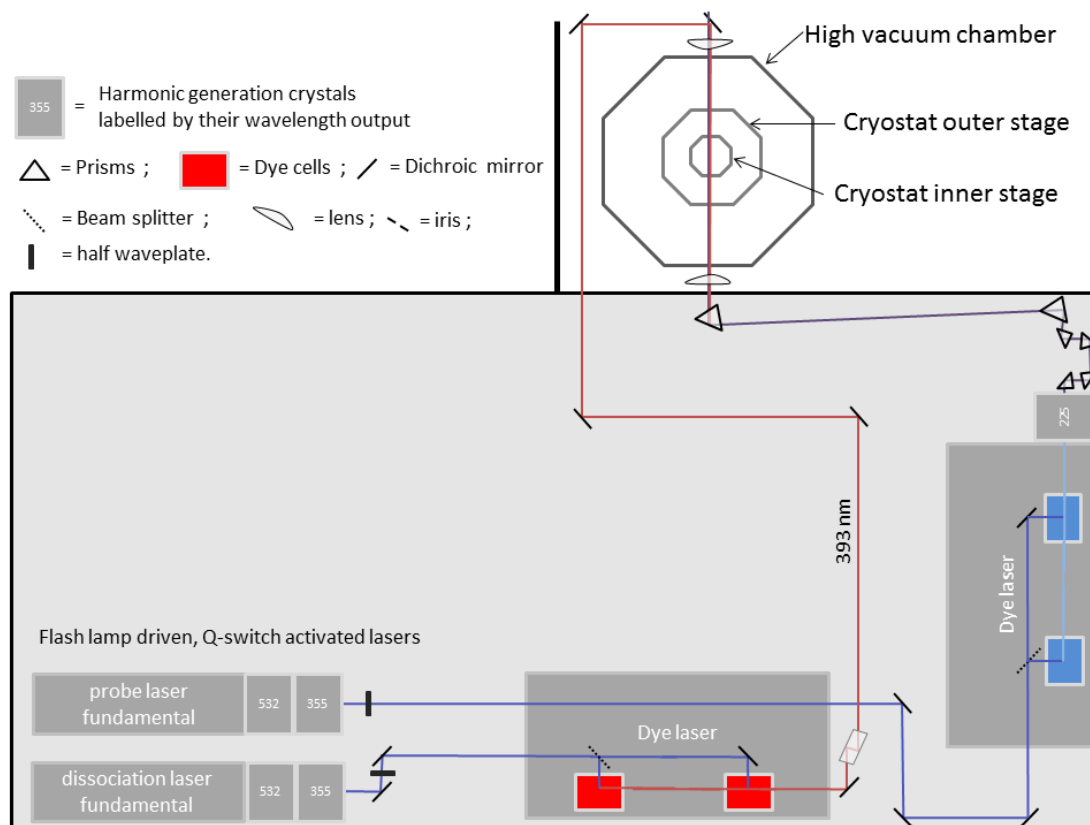 High vacuum chamber
355
= Harmonic generation crystals
labelled by their wavelength output
Cryostat outer stage
= Prisms ;
= Dye cells ;
= Dichroic mirror
Cryostat inner stage
= Beam splitter ;
= lens ;
= iris ;
= half waveplate.
225
393 nm
Dye laser
Flash lamp driven, Q-switch activated lasers
probe laser
fundamental
532
355
Dye laser
dissociation laser
fundamental
532
355